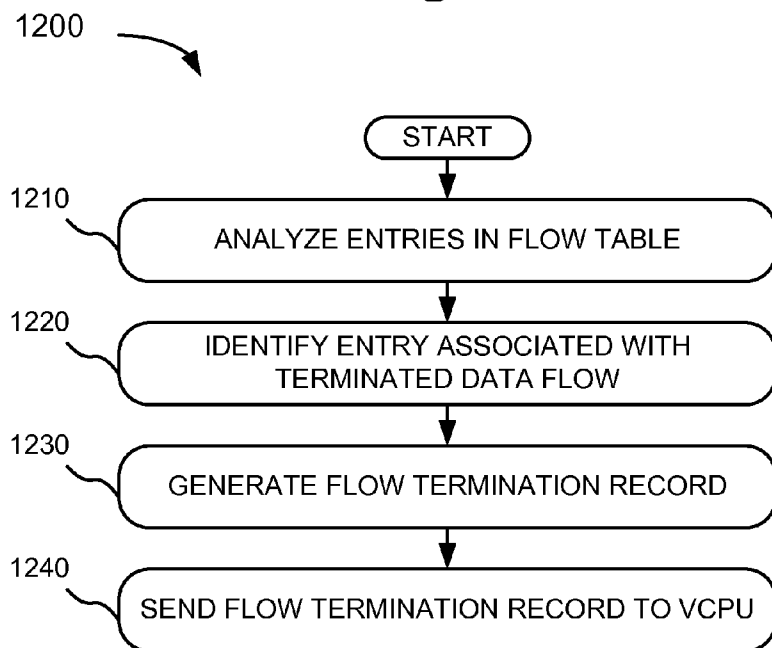 1200
START
1210
ANALYZE ENTRIES IN FLOW TABLE
1220
IDENTIFY ENTRY ASSOCIATED WITH
TERMINATED DATA FLOW
1230
GENERATE FLOW TERMINATION RECORD
1240
SEND FLOW TERMINATION RECORD TO VCPU